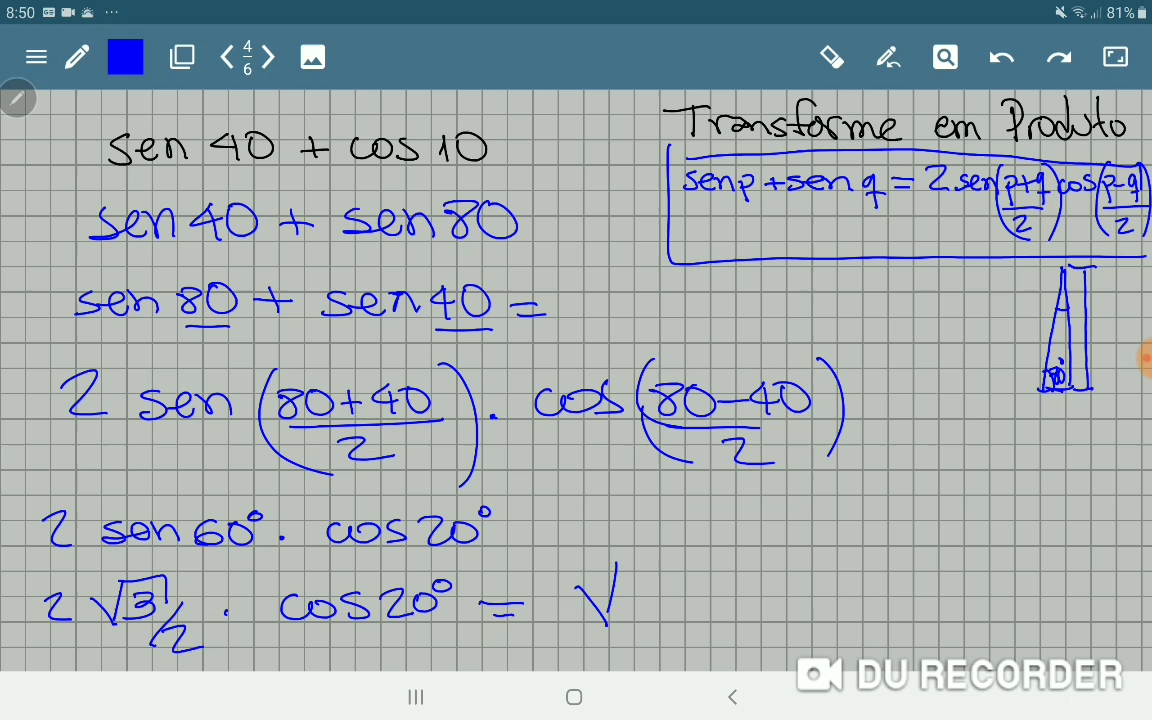 8:50 81%
4
6
Transforme em Produto
sen 40 + cos 10
sen p + sen q = 2 sen(p+q/2) cos(p-q/2)
sen 40 + sen 80
sen 80 + sen 40 =
2 sen(80+40/2) . cos(80-40/2)
2 sen 60° . cos 20°
2 √3/2 . cos 20° = √
DU RECORDER